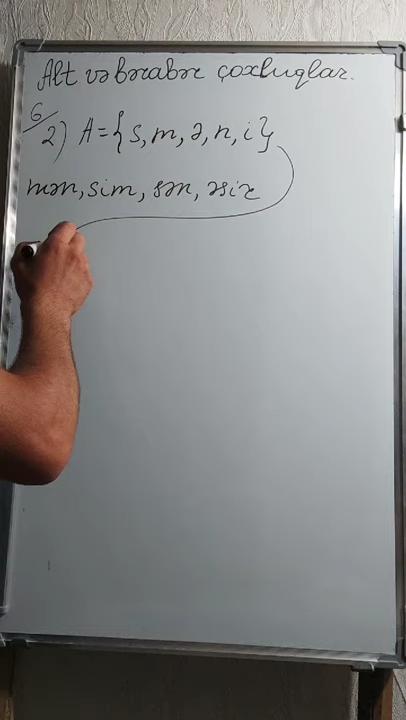 Alt və bərabər çoxluqlar.
6/2) A={s, m, ə, n, i}
mən, sim, sən, əsir